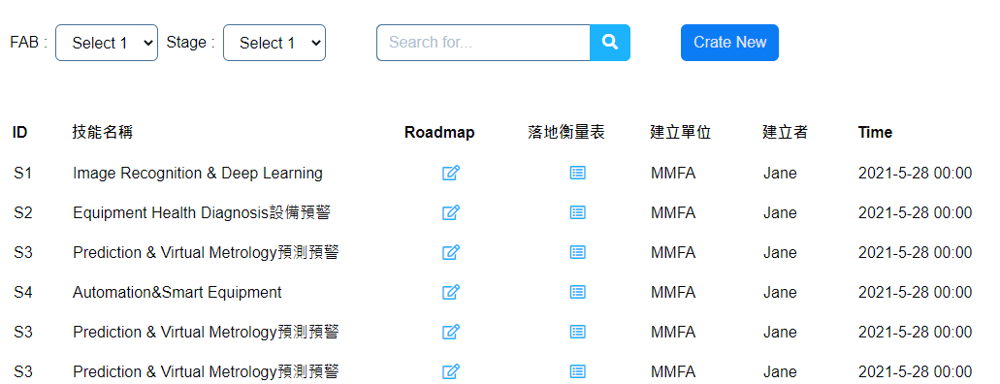 FAB : Select 1 Stage : Select 1 Search for... Crate New
ID 技能名稱 Roadmap 落地衡量表 建立單位 建立者 Time
S1 Image Recognition & Deep Learning MMFA Jane 2021-5-28 00:00
S2 Equipment Health Diagnosis設備預警 MMFA Jane 2021-5-28 00:00
S3 Prediction & Virtual Metrology預測預警 MMFA Jane 2021-5-28 00:00
S4 Automation&Smart Equipment MMFA Jane 2021-5-28 00:00
S3 Prediction & Virtual Metrology預測預警 MMFA Jane 2021-5-28 00:00
S3 Prediction & Virtual Metrology預測預警 MMFA Jane 2021-5-28 00:00